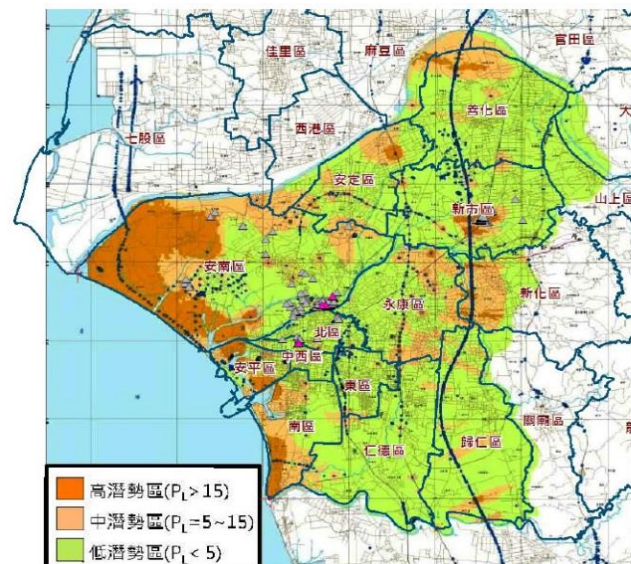 佳里區
麻豆區
官田區
善化區
七股區
西港區
安定區
大
山上區
新市區
安南區
新化區
永康區
北區
中西區
安平區
東區
關廟區
南區
歸仁區
仁德區
高潛勢區(PL>15)
中潛勢區(PL=5~15)
低潛勢區(PL<5)